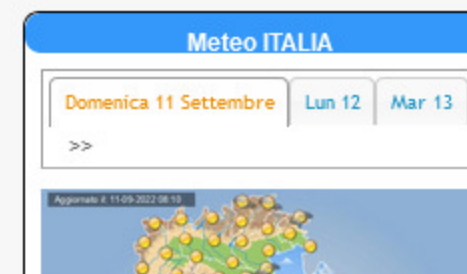 Meteo ITALIA
Domenica 11 Settembre Lun 12 Mar 13
>>
Aggiornato il: 11-09-2022 08:10